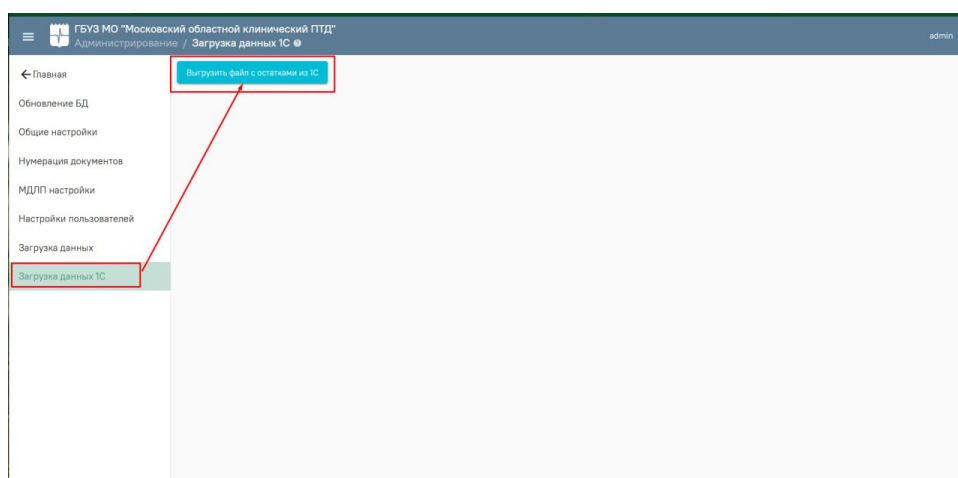 ГБУЗ МО "Московский областной клинический ПТД"
Администрирование / Загрузка данных 1С
admin
Главная
Выгрузить файл с остатками из 1С
Обновление БД
Общие настройки
Нумерация документов
МДЛП настройки
Настройки пользователей
Загрузка данных
Загрузка данных 1С